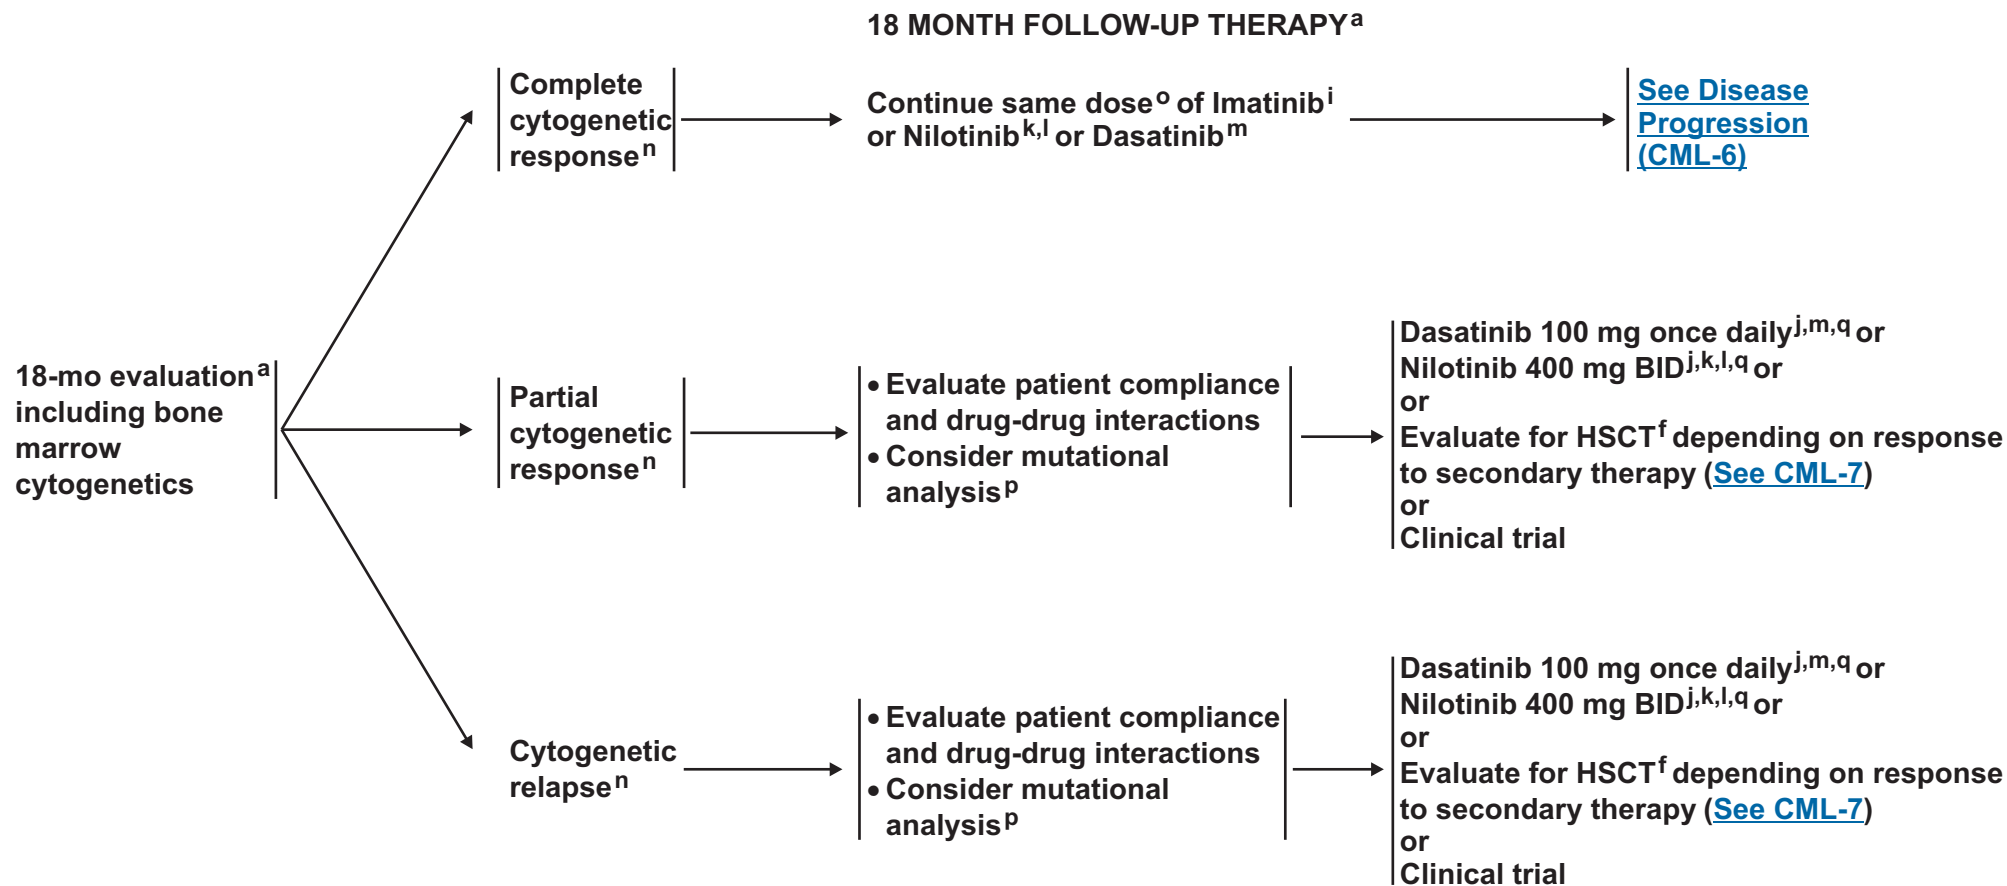 18 MONTH FOLLOW-UP THERAPYa
Complete
cytogenetic
responsen
Continue same doseo of Imatinibi
or Nilotinibk,l or Dasatinibm
See Disease
Progression
(CML-6)
18-mo evaluationa
including bone
marrow
cytogenetics
Partial
cytogenetic
responsen
• Evaluate patient compliance
and drug-drug interactions
• Consider mutational
analysisp
Dasatinib 100 mg once dailyj,m,q or
Nilotinib 400 mg BIDj,k,l,q or
or
Evaluate for HSCTf depending on response
to secondary therapy (See CML-7)
or
Clinical trial
Cytogenetic
relapsen
• Evaluate patient compliance
and drug-drug interactions
• Consider mutational
analysisp
Dasatinib 100 mg once dailyj,m,q or
Nilotinib 400 mg BIDj,k,l,q or
or
Evaluate for HSCTf depending on response
to secondary therapy (See CML-7)
or
Clinical trial